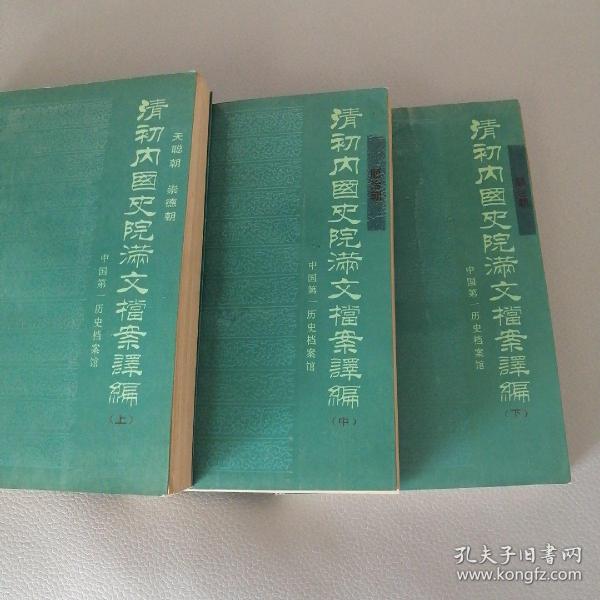 清初內國史院滿文檔案譯編
(上)
天聪朝 崇德朝
中国第一历史档案馆
清初內國史院滿文檔案譯編
(中)
中国第一历史档案馆
清初內國史院滿文檔案譯編
(下)
中国第一历史档案馆
孔夫子旧书网
www.kongfz.com